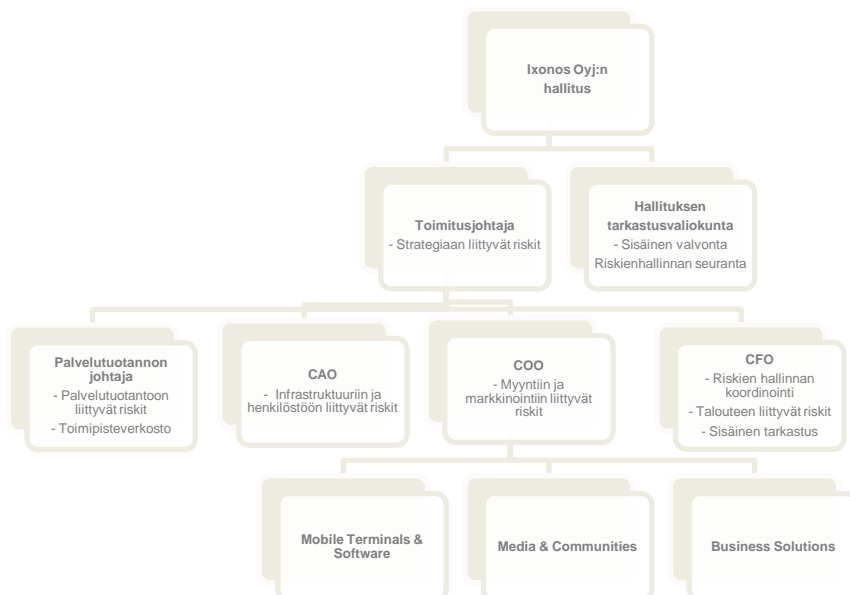 Ixonos Oyj:n
hallitus
Toimitusjohtaja
- Strategiaan liittyvät riskit
Hallituksen
tarkastusvaliokunta
- Sisäinen valvonta
Riskienhallinnan seuranta
Palvelutuotannon
johtaja
- Palvelutuotantoon
liittyvät riskit
- Toimipisteverkosto
CAO
- Infrastruktuuriin ja
henkilöstöön liittyvät riskit
COO
- Myyntiin ja
markkinointiin liittyvät
riskit
CFO
- Riskien hallinnan
koordinointi
- Talouteen liittyvät riskit
- Sisäinen tarkastus
Mobile Terminals &
Software
Media & Communities
Business Solutions